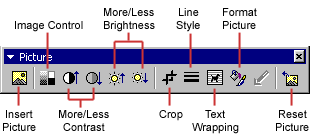 More/Less
Brightness
Line
Style
Format
Picture
Image Control
Picture
Insert
Picture
More/Less
Contrast
Crop
Text
Wrapping
Reset
Picture